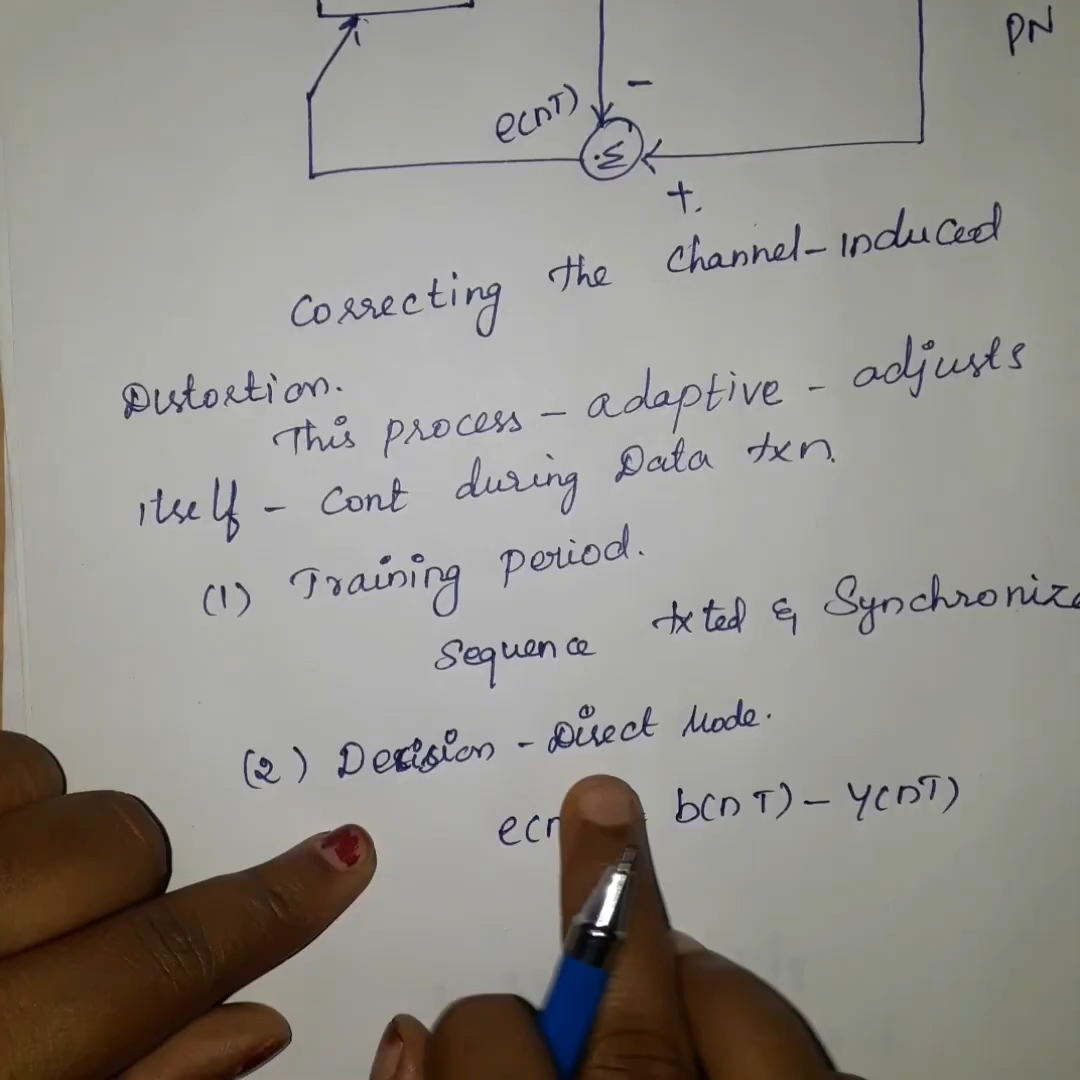 PN
-
e(nT)
Σ
+.
Correcting the channel-induced
Distortion.
This process - adaptive - adjusts
itself - Cont during Data txn.
(1) Training Period.
Sequence txted & Synchronize
(2) Decision - Direct Mode.
b(nT) - y(nT)